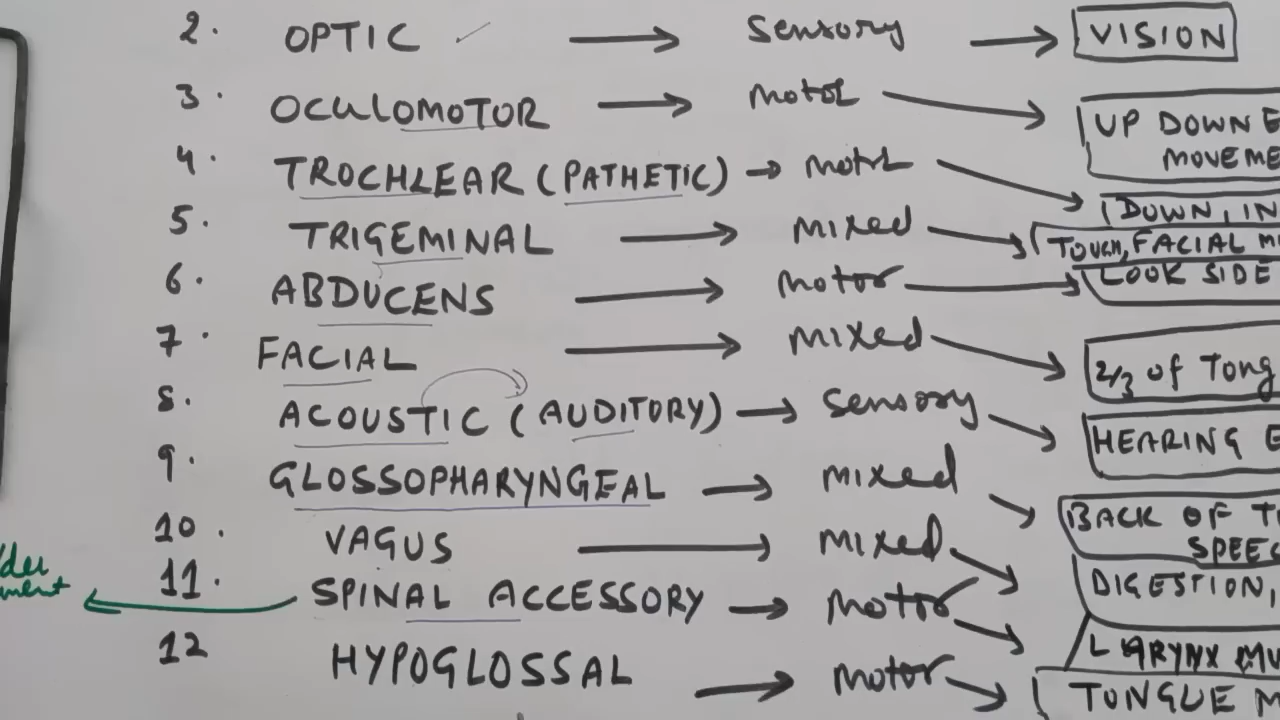 2. OPTIC → Sensory → VISION
3. OCULOMOTOR → motor → UP DOWN E
MOVEME
4. TROCHLEAR (PATHETIC) → motor → DOWN, IN
5. TRIGEMINAL → mixed → TOUCH, FACIAL M
6. ABDUCENS → motor → LOOK SIDE
7. FACIAL → mixed → 2/3 of Tong
8. ACOUSTIC (AUDITORY) → Sensory → HEARING E
9. GLOSSOPHARYNGEAL → mixed → BACK OF T
SPEEC
10. VAGUS → mixed → DIGESTION,
11. SPINAL ACCESSORY → motor → LARYNX MU
12 HYPOGLOSSAL → motor → TONGUE M